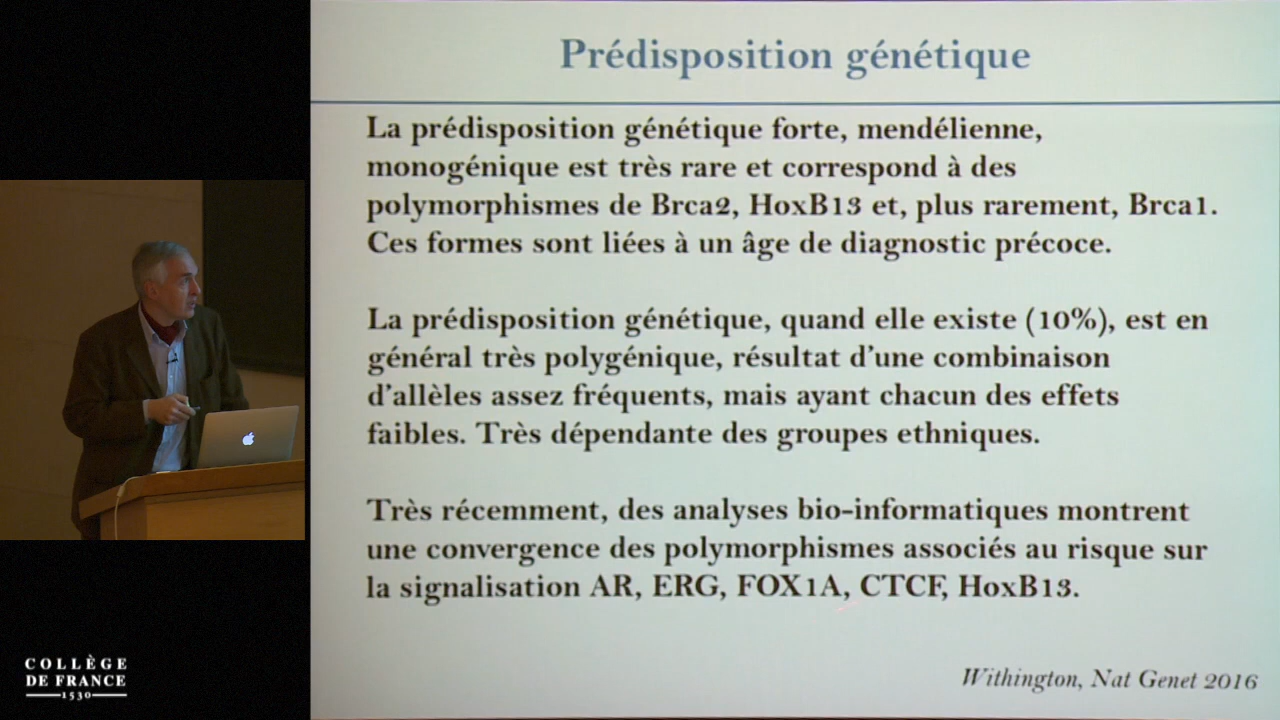 Prédisposition génétique
La prédisposition génétique forte, mendélienne,
monogénique est très rare et correspond à des
polymorphismes de Brca2, HoxB13 et, plus rarement, Brca1.
Ces formes sont liées à un âge de diagnostic précoce.
La prédisposition génétique, quand elle existe (10%), est en
général très polygénique, résultat d'une combinaison
d'allèles assez fréquents, mais ayant chacun des effets
faibles. Très dépendante des groupes ethniques.
Très récemment, des analyses bio-informatiques montrent
une convergence des polymorphismes associés au risque sur
la signalisation AR, ERG, FOX1A, CTCF, HoxB13.
Withington, Nat Genet 2016
COLLÈGE
DE FRANCE
1530